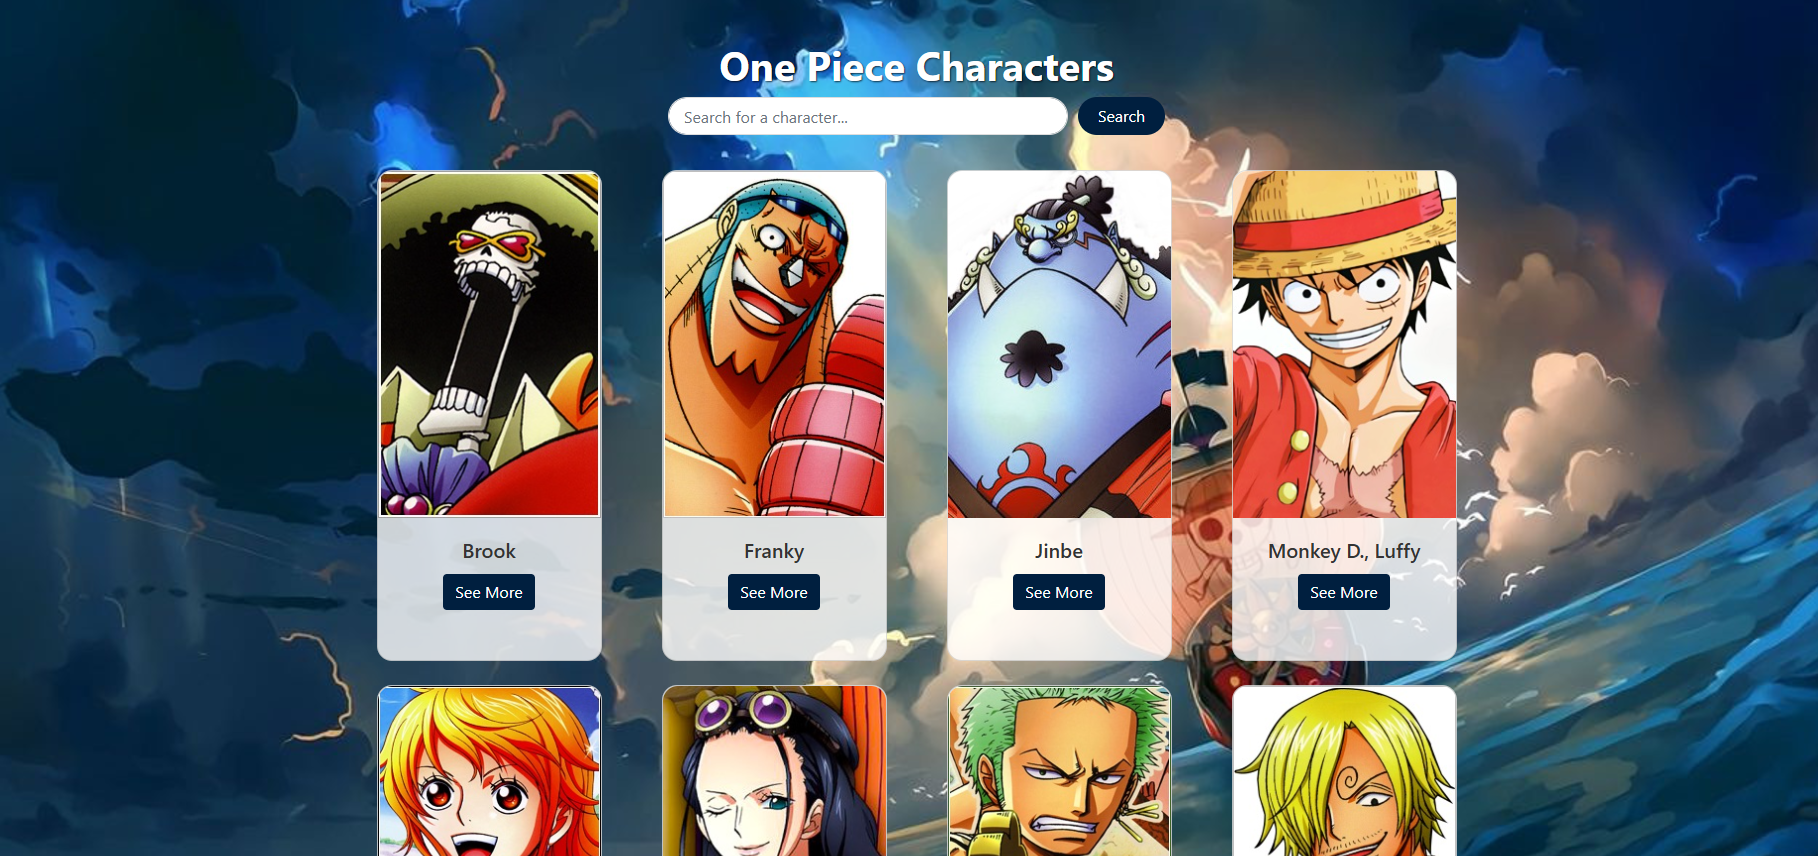 One Piece Characters
Search for a character...
Search
Brook
Franky
Jinbe
Monkey D., Luffy
See More
See More
See More
See More